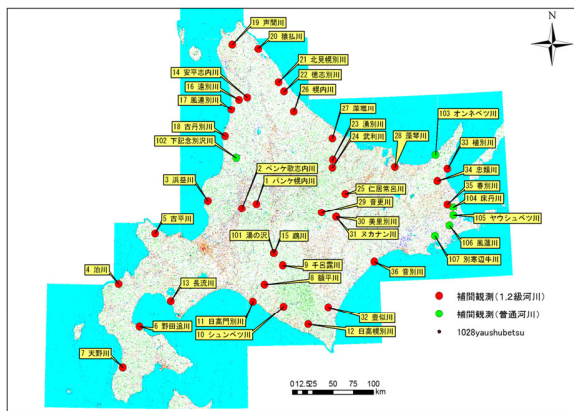 19 声問川
20 猿払川
N
21 北見幌別川
14 安平志内川
22 徳志別川
16 遠別川
26 幌内川
17 風連別川
27 藻鼈川
103 オンネベツ川
23 湧別川
18 古丹別川
24 武利川
28 藻琴川
102 下記念別沢川
33 植別川
2 ペンケ歌志内川
34 忠類川
3 浜益川
1 パンケ幌内川
25 仁居常呂川
35 春別川
29 音更川
104 床丹川
5 古平川
30 美里別川
105 ヤウシュベツ川
101 湯の沢
15 鵡川
31 ヌカナン川
106 風蓮川
9 千呂露川
107 別寒辺牛川
4 泊川
8 額平川
36 音別川
13 長流川
補間観測(1,2級河川)
11 日高門別川
32 豊似川
補間観測(普通河川)
6 野田追川
10 シュンベツ川
12 日高幌別川
1028yaushubetsu
7 天野川
0 12.525 50 75 100
km